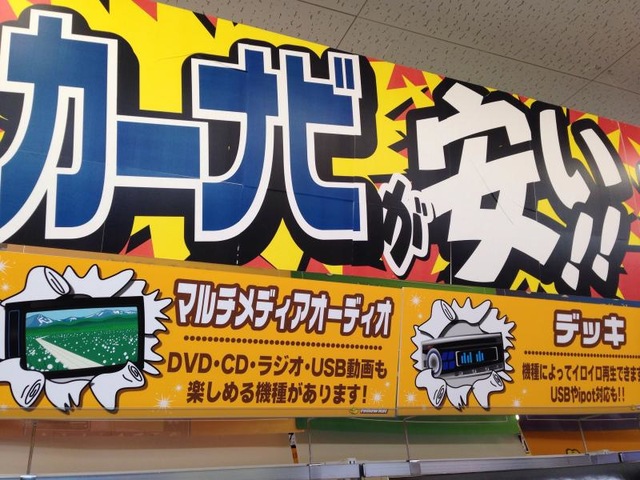 カーナビが安い!!
マルチメディアオーディオ
DVD・CD・ラジオ・USB動画も
楽しめる機種があります!
デッキ
機種によってイロイロ再生できます
USBやipot対応も!!